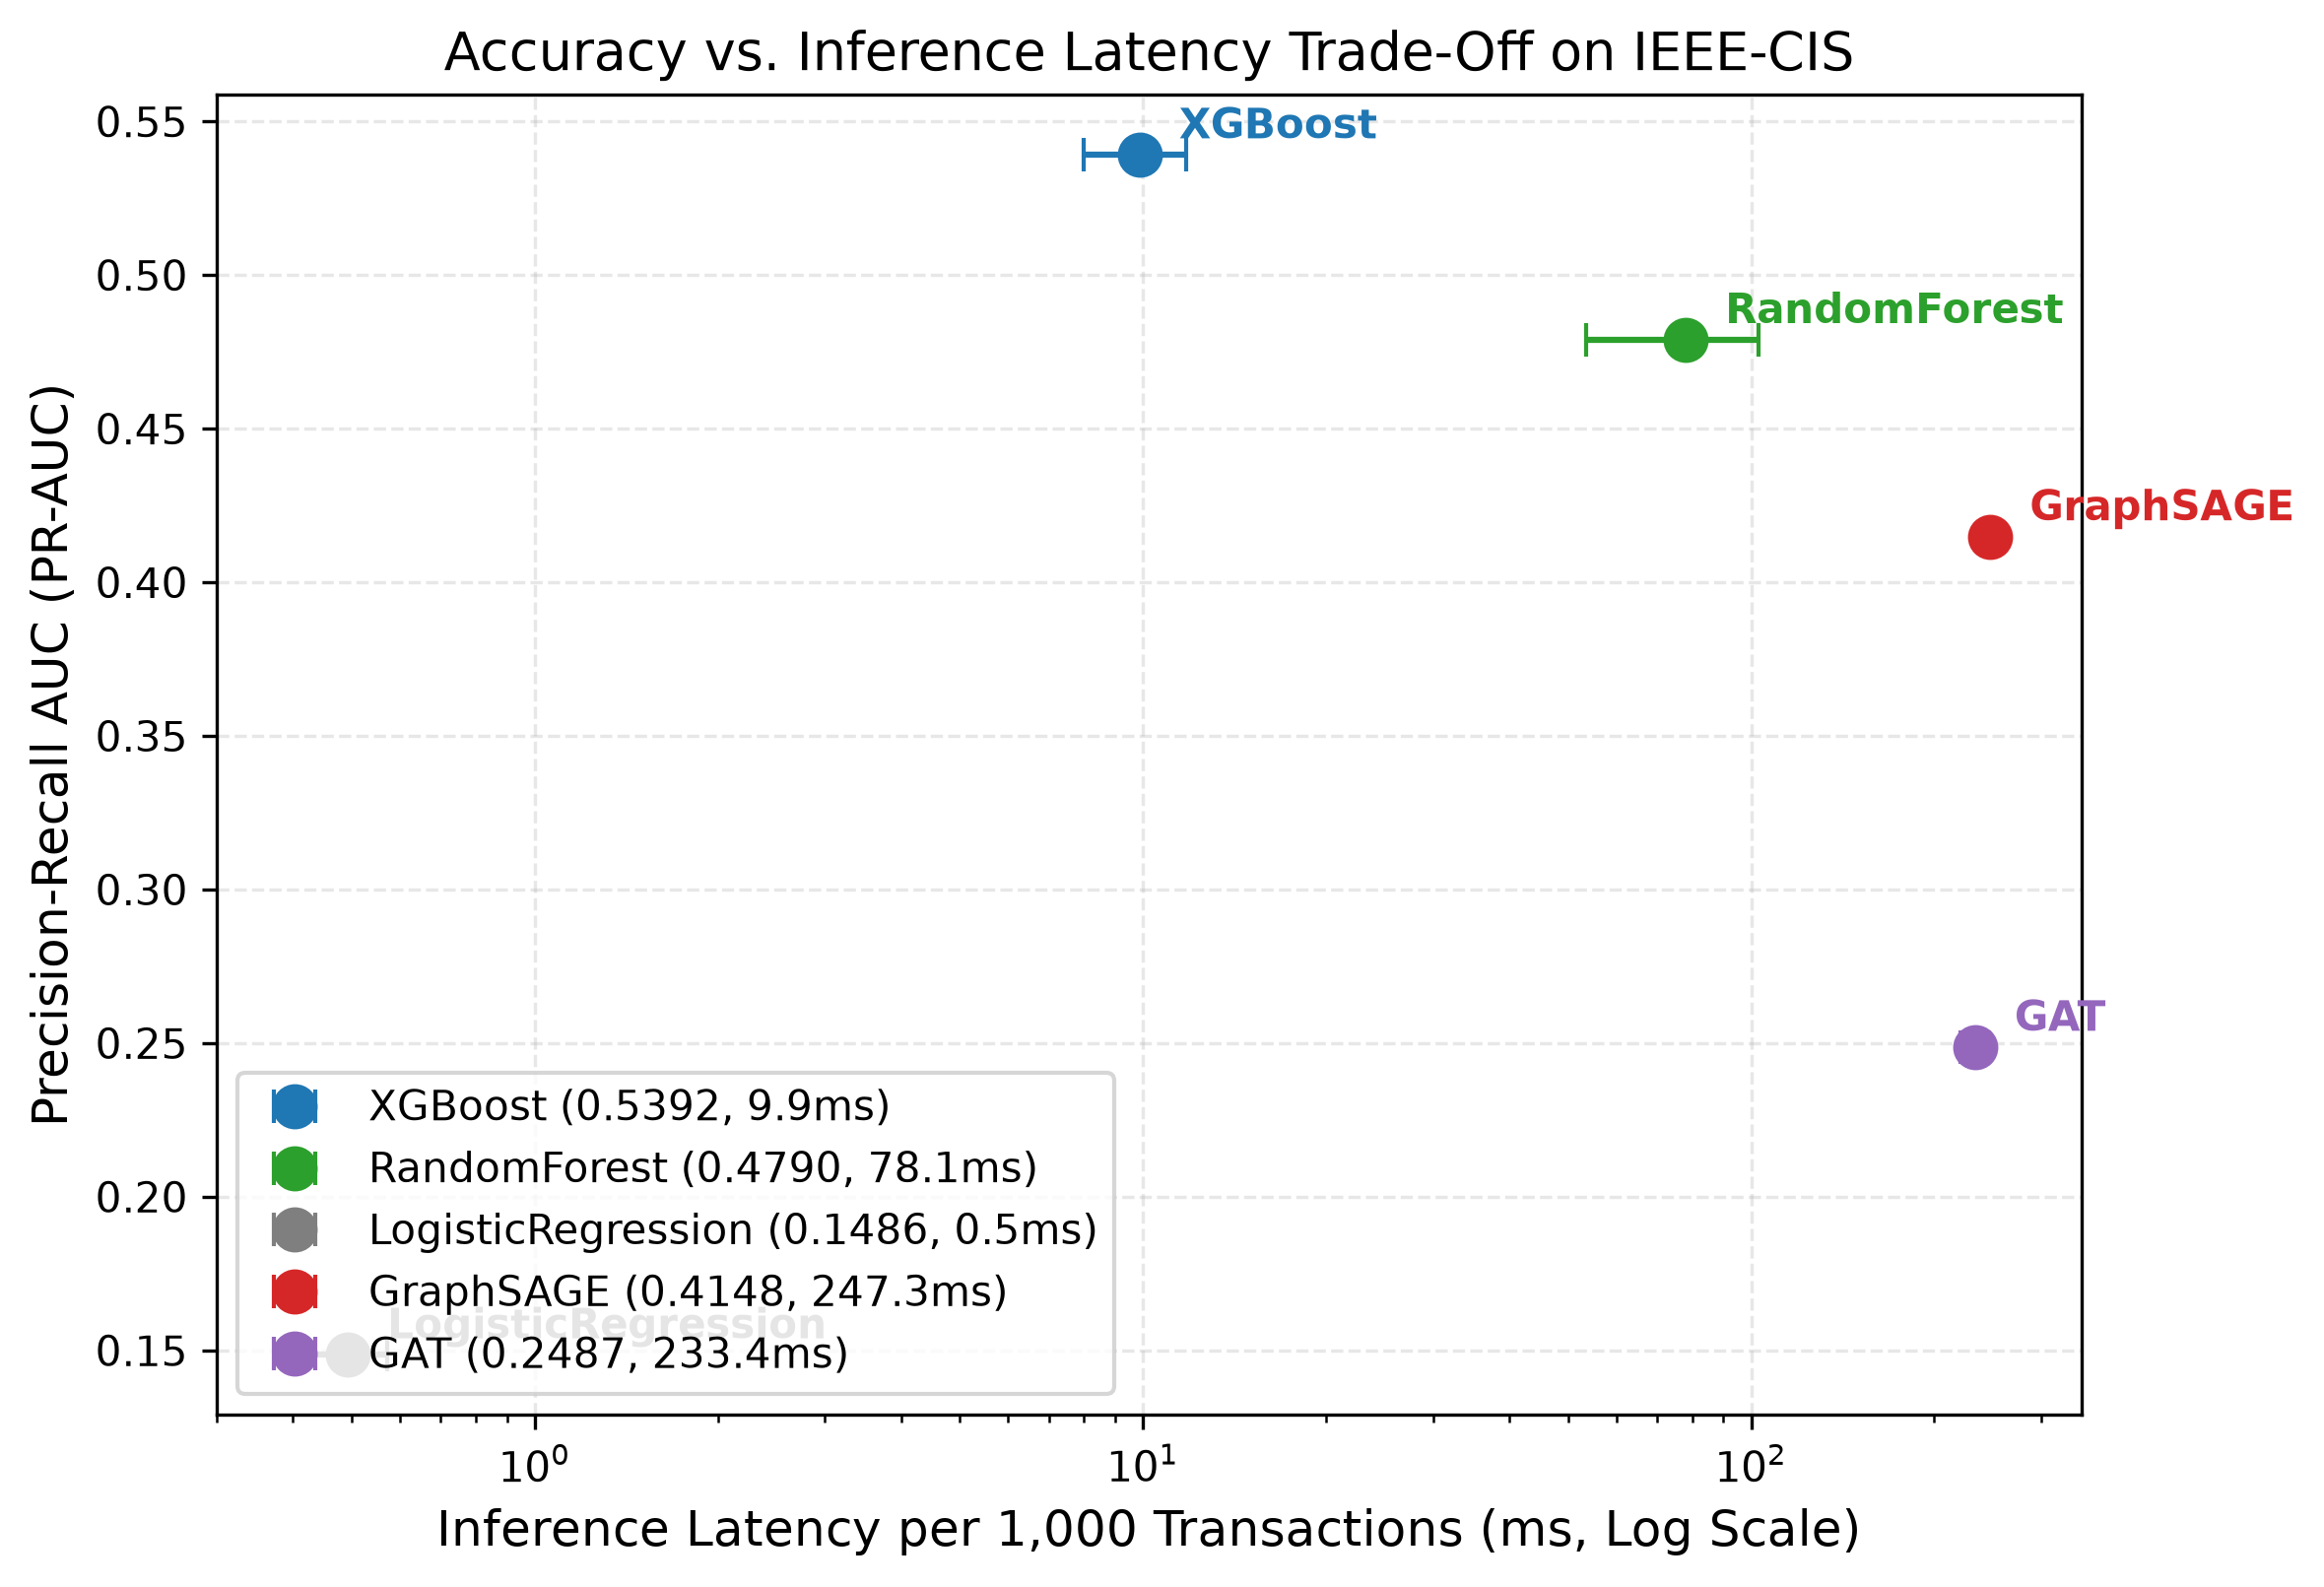 Accuracy vs. Inference Latency Trade-Off on IEEE-CIS
Precision-Recall AUC (PR-AUC)
0.55
0.50
0.45
0.40
0.35
0.30
0.25
0.20
0.15
XGBoost
RandomForest
GraphSAGE
GAT
LogisticRegression
XGBoost (0.5392, 9.9ms)
RandomForest (0.4790, 78.1ms)
LogisticRegression (0.1486, 0.5ms)
GraphSAGE (0.4148, 247.3ms)
GAT (0.2487, 233.4ms)
10⁰ 10¹ 10²
Inference Latency per 1,000 Transactions (ms, Log Scale)